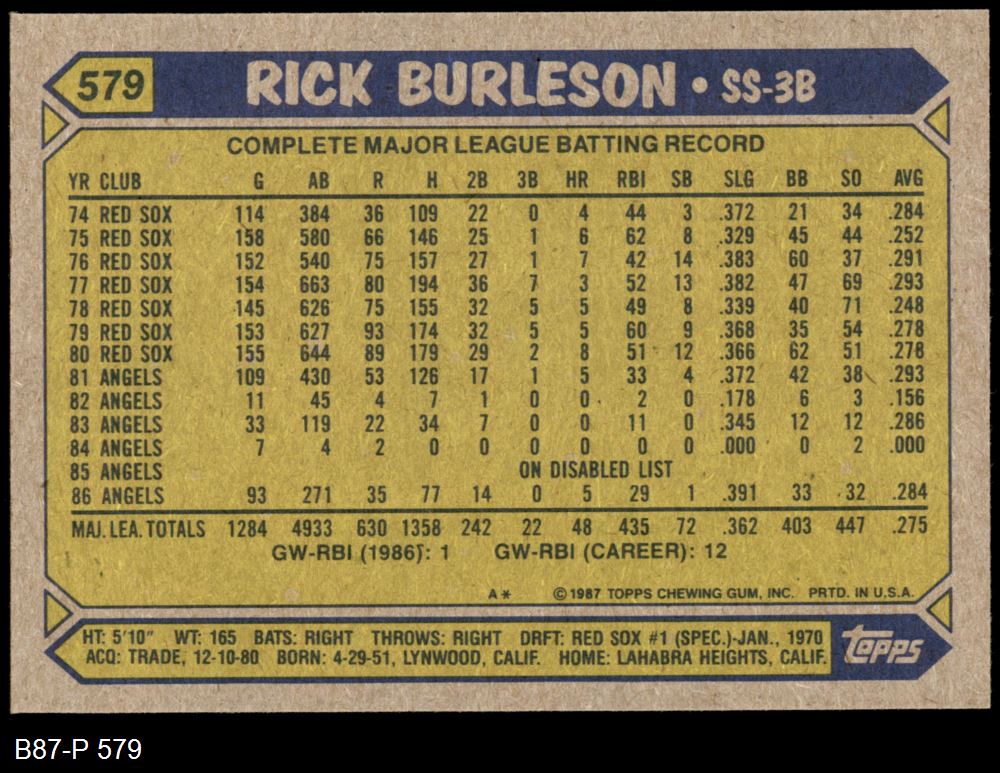 579 RICK BURLESON • SS-3B
COMPLETE MAJOR LEAGUE BATTING RECORD
YR CLUB G AB R H 2B 3B HR RBI SB SLG BB SO AVG
74 RED SOX 114 384 36 109 22 0 4 44 3 .372 21 34 .284
75 RED SOX 158 580 66 146 25 1 6 62 8 .329 45 44 .252
76 RED SOX 152 540 75 157 27 1 7 42 14 .383 60 37 .291
77 RED SOX 154 663 80 194 36 7 3 52 13 .382 47 69 .293
78 RED SOX 145 626 75 155 32 5 5 49 8 .339 40 71 .248
79 RED SOX 153 627 93 174 32 5 5 60 9 .368 35 54 .278
80 RED SOX 155 644 89 179 29 2 8 51 12 .366 62 51 .278
81 ANGELS 109 430 53 126 17 1 5 33 4 .372 42 38 .293
82 ANGELS 11 45 4 7 1 0 0 2 0 .178 6 3 .156
83 ANGELS 33 119 22 34 7 0 0 11 0 .345 12 12 .286
84 ANGELS 7 4 2 0 0 0 0 0 0 .000 0 2 .000
85 ANGELS ON DISABLED LIST
86 ANGELS 93 271 35 77 14 0 5 29 1 .391 33 32 .284
MAJ. LEA. TOTALS 1284 4933 630 1358 242 22 48 435 72 .362 403 447 .275
GW-RBI (1986): 1 GW-RBI (CAREER): 12
A* ©1987 TOPPS CHEWING GUM, INC. PRTD. IN U.S.A.
HT: 5'10" WT: 165 BATS: RIGHT THROWS: RIGHT DRFT: RED SOX #1 (SPEC.)-JAN., 1970
ACQ: TRADE, 12-10-80 BORN: 4-29-51, LYNWOOD, CALIF. HOME: LAHABRA HEIGHTS, CALIF.
topps
B87-P 579